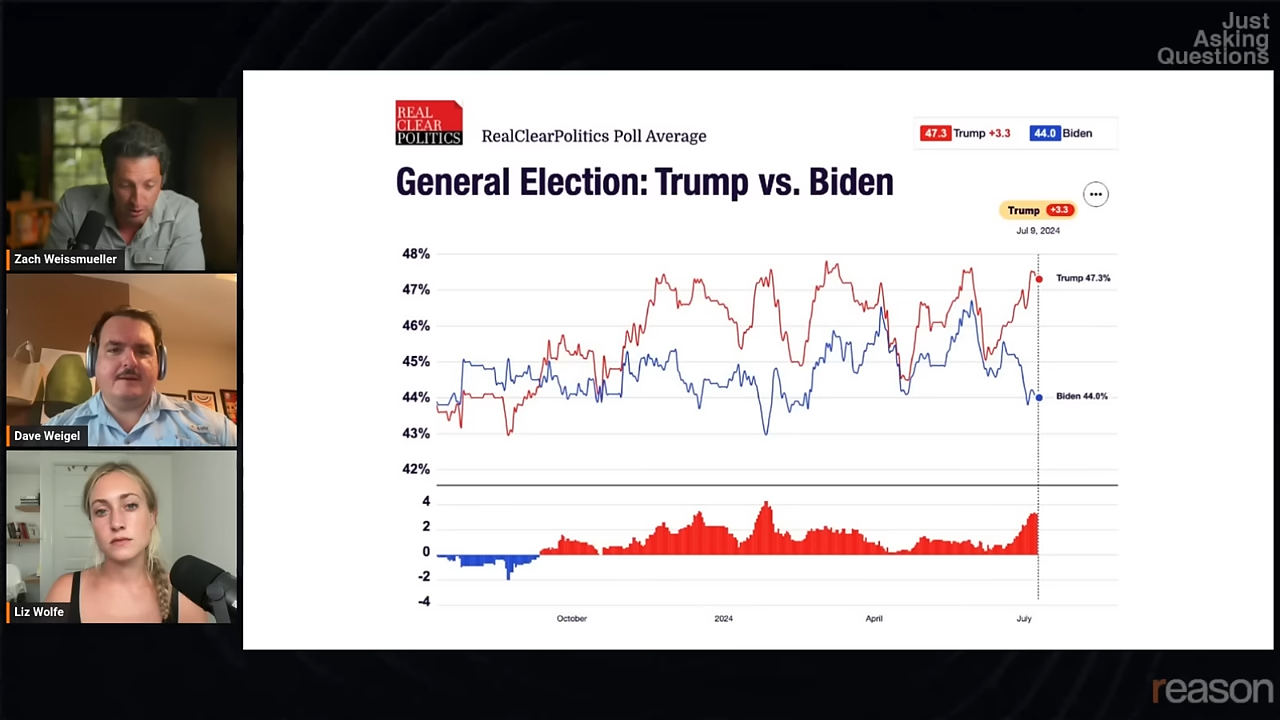 Just
Asking
Questions
REAL
CLEAR
POLITICS
RealClearPolitics Poll Average
47.3 Trump +3.3 44.0 Biden
General Election: Trump vs. Biden
•••
Trump +3.3
Jul 9, 2024
48%
47%
46%
45%
44%
43%
42%
Trump 47.3%
Biden 44.0%
4
2
0
-2
-4
October 2024 April July
Zach Weissmueller
Dave Weigel
Liz Wolfe
reason